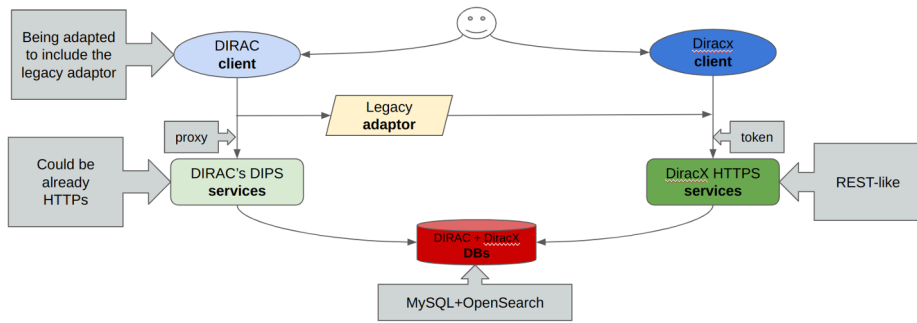 Being adapted
to include the
legacy adaptor
DIRAC
client
Diracx
client
Legacy
adaptor
proxy
token
Could be
already
HTTPs
DIRAC's DIPS
services
DiracX HTTPS
services
REST-like
DIRAC + DiracX
DBs
MySQL+OpenSearch